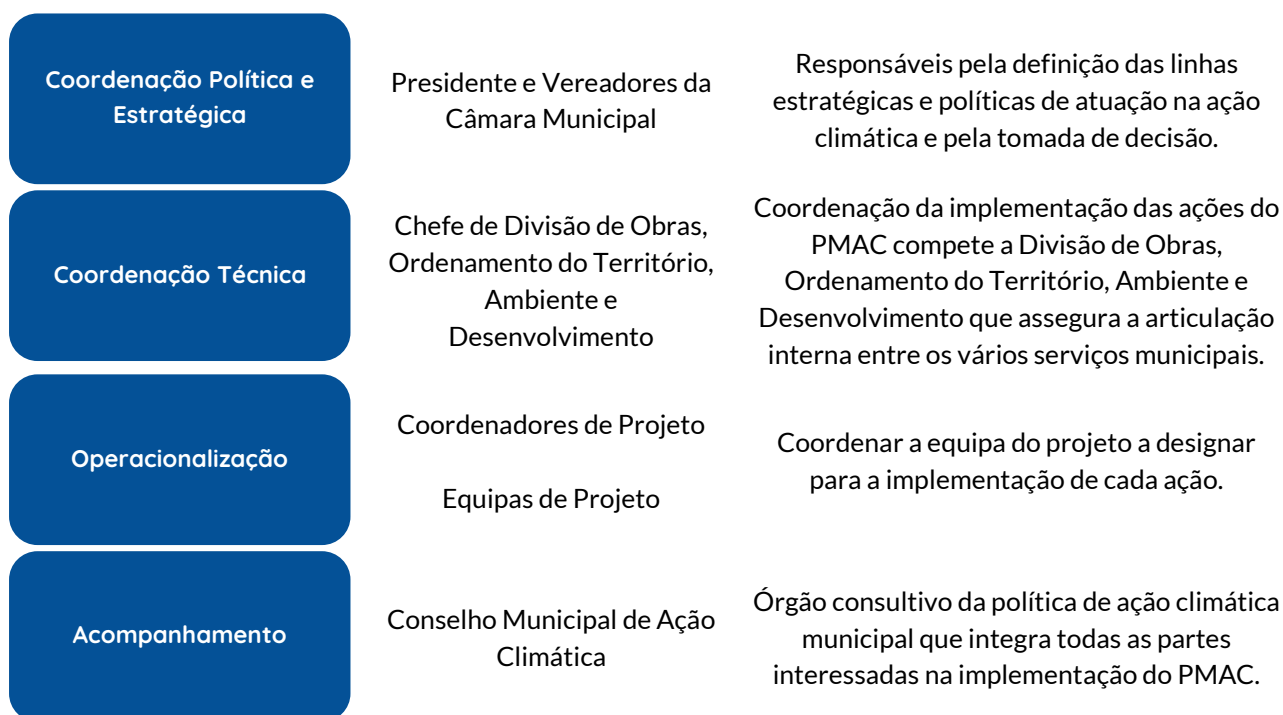 Coordenação Política e
Estratégica
Presidente e Vereadores da
Câmara Municipal
Responsáveis pela definição das linhas
estratégicas e políticas de atuação na ação
climática e pela tomada de decisão.
Coordenação Técnica
Chefe de Divisão de Obras,
Ordenamento do Território,
Ambiente e
Desenvolvimento
Coordenação da implementação das ações do
PMAC compete a Divisão de Obras,
Ordenamento do Território, Ambiente e
Desenvolvimento que assegura a articulação
interna entre os vários serviços municipais.
Operacionalização
Coordenadores de Projeto
Equipas de Projeto
Coordenar a equipa do projeto a designar
para a implementação de cada ação.
Acompanhamento
Conselho Municipal de Ação
Climática
Órgão consultivo da política de ação climática
municipal que integra todas as partes
interessadas na implementação do PMAC.